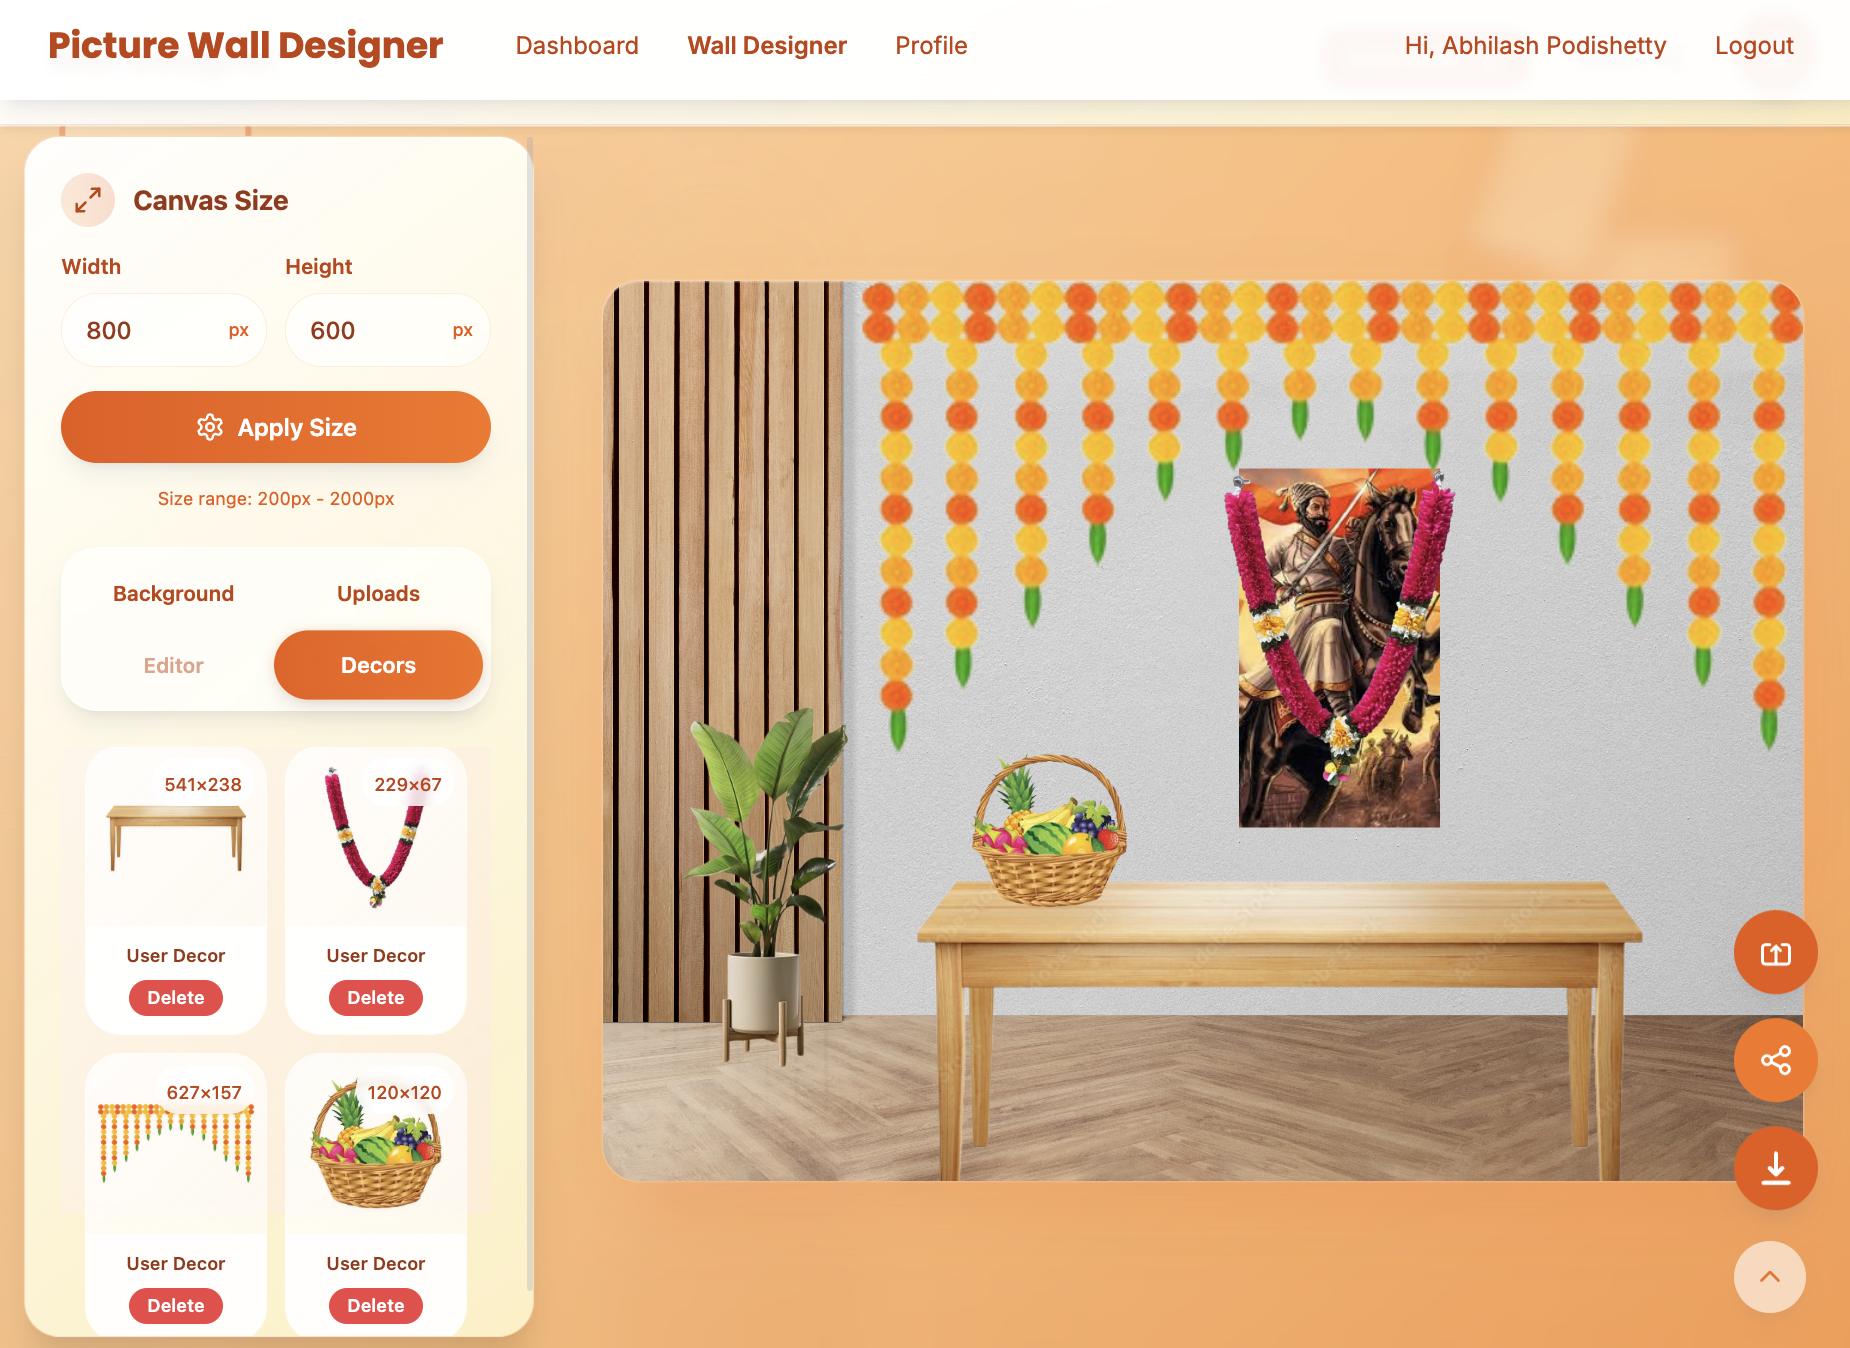 Picture Wall Designer
Dashboard
Wall Designer
Profile
Hi, Abhilash Podishetty
Logout
Canvas Size
Width
Height
800 px
600 px
Apply Size
Size range: 200px - 2000px
Background
Uploads
Editor
Decors
541×238
229×67
User Decor
User Decor
Delete
Delete
627×157
120×120
User Decor
User Decor
Delete
Delete